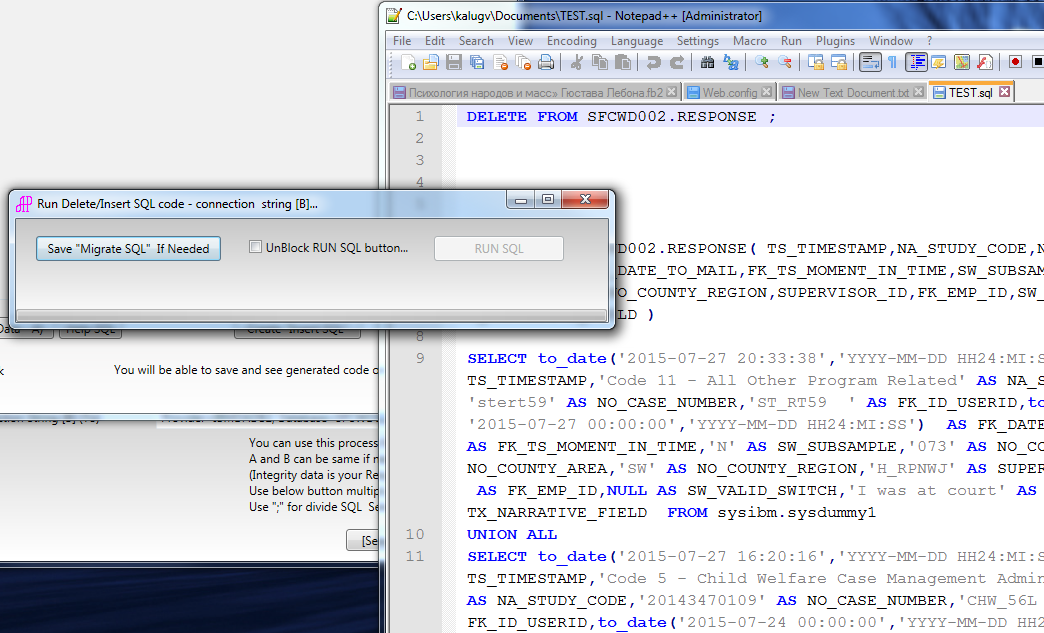 C:\Users\kalugv\Documents\TEST.sql - Notepad++ [Administrator]
File Edit Search View Encoding Language Settings Macro Run Plugins Window ?
Психология народов и масс» Гюстава Лебона.fb2 Web.config New Text Document.txt TEST.sql
1 DELETE FROM SFCWD002.RESPONSE ;
2
3
4
Run Delete/Insert SQL code - connection string [B]...
Save "Migrate SQL" If Needed UnBlock RUN SQL button... RUN SQL
D002.RESPONSE( TS_TIMESTAMP,NA_STUDY_CODE,N
DATE_TO_MAIL,FK_TS_MOMENT_IN_TIME,SW_SUBSAM
O_COUNTY_REGION,SUPERVISOR_ID,FK_EMP_ID,SW_
LD )
Help SQL Create "Insert SQL"
8
9 SELECT to_date('2015-07-27 20:33:38','YYYY-MM-DD HH24:MI:S
You will be able to save and see generated code o
TS_TIMESTAMP,'Code 11 - All Other Program Related' AS NA_S
'stert59' AS NO_CASE_NUMBER,'ST_RT59 ' AS FK_ID_USERID,to
'2015-07-27 00:00:00','YYYY-MM-DD HH24:MI:SS') AS FK_DATE
You can use this process
AS FK_TS_MOMENT_IN_TIME,'N' AS SW_SUBSAMPLE,'073' AS NO_CO
A and B can be same if n
NO_COUNTY_AREA,'SW' AS NO_COUNTY_REGION,'H_RPNWJ' AS SUPER
(Integrity data is your Re
Use below button multip
AS FK_EMP_ID,NULL AS SW_VALID_SWITCH,'I was at court' AS
Use ";" for divide SQL Se
TX_NARRATIVE_FIELD FROM sysibm.sysdummy1
10 UNION ALL
[Se
11 SELECT to_date('2015-07-27 16:20:16','YYYY-MM-DD HH24:MI:S
TS_TIMESTAMP,'Code 5 - Child Welfare Case Management Admin
AS NA_STUDY_CODE,'20143470109' AS NO_CASE_NUMBER,'CHW_56L
FK_ID_USERID,to_date('2015-07-24 00:00:00','YYYY-MM-DD HH2